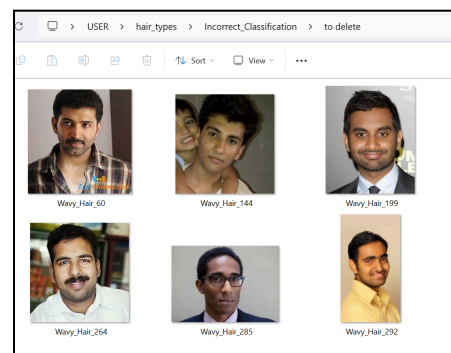 USER > hair_types > Incorrect_Classification > to delete
Sort View
Wavy_Hair_60 Wavy_Hair_144 Wavy_Hair_199
Wavy_Hair_264 Wavy_Hair_285 Wavy_Hair_292